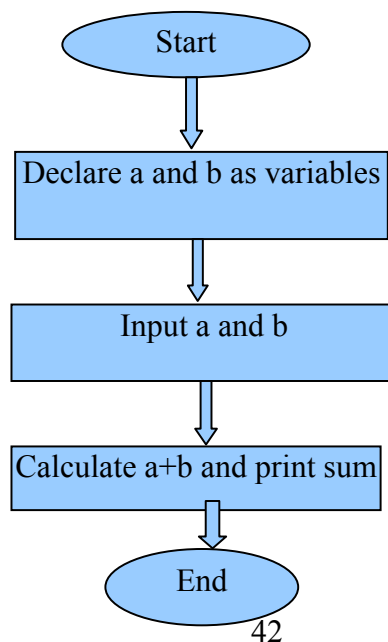 Start
Declare a and b as variables
Input a and b
Calculate a+b and print sum
End
42